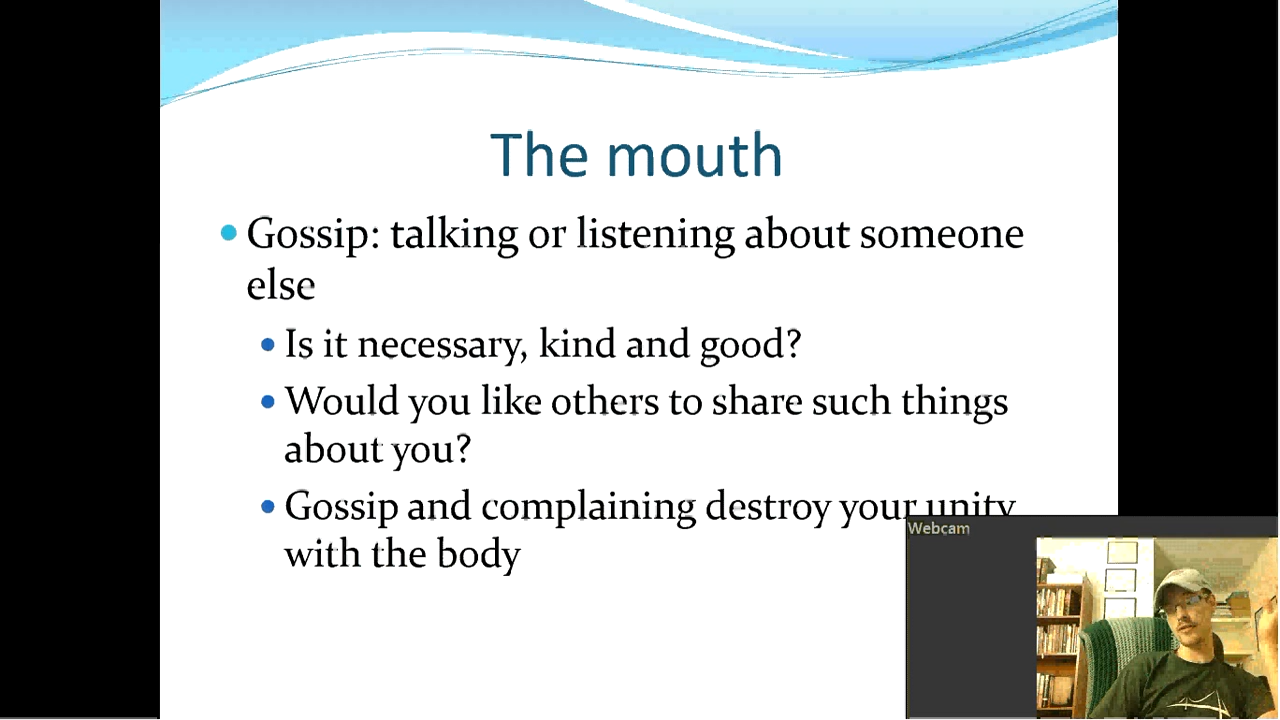 The mouth
Gossip: talking or listening about someone
else
Is it necessary, kind and good?
Would you like others to share such things
about you?
Gossip and complaining destroy your unity
with the body
Webcam